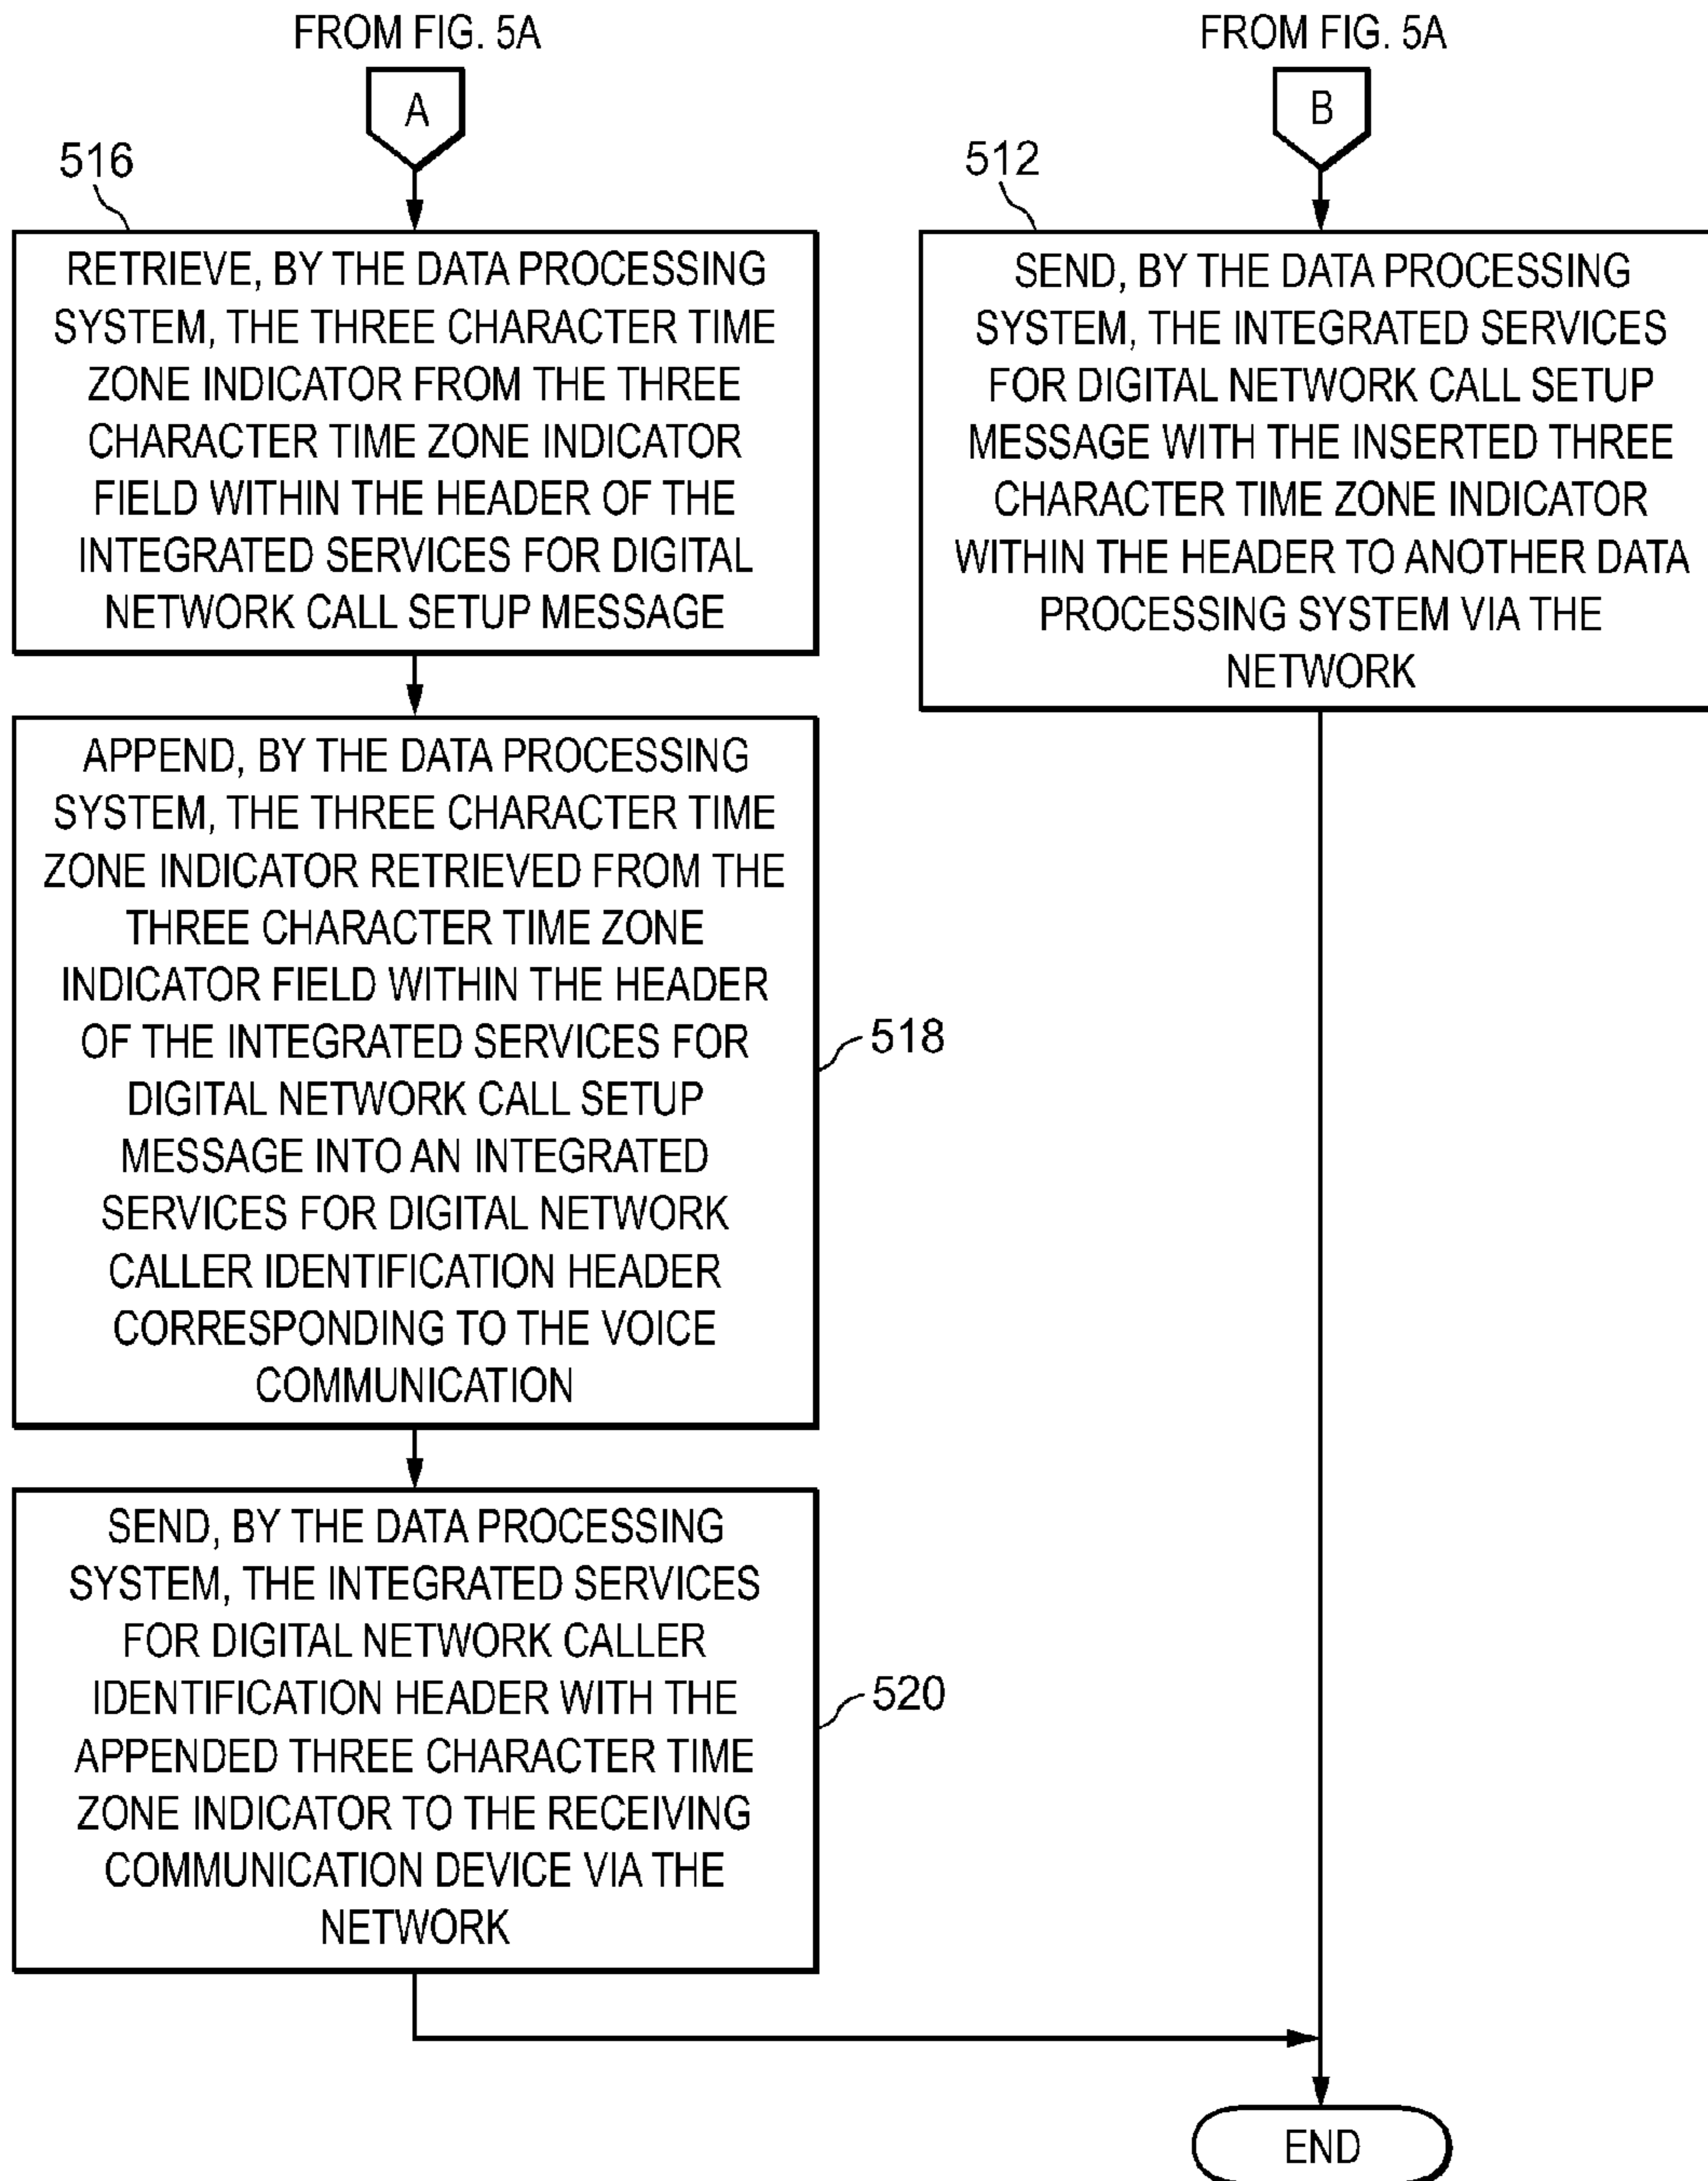 FROM FIG. 5A
A
516
RETRIEVE, BY THE DATA PROCESSING
SYSTEM, THE THREE CHARACTER TIME
ZONE INDICATOR FROM THE THREE
CHARACTER TIME ZONE INDICATOR
FIELD WITHIN THE HEADER OF THE
INTEGRATED SERVICES FOR DIGITAL
NETWORK CALL SETUP MESSAGE
APPEND, BY THE DATA PROCESSING
SYSTEM, THE THREE CHARACTER TIME
ZONE INDICATOR RETRIEVED FROM THE
THREE CHARACTER TIME ZONE
INDICATOR FIELD WITHIN THE HEADER
OF THE INTEGRATED SERVICES FOR
DIGITAL NETWORK CALL SETUP
MESSAGE INTO AN INTEGRATED
SERVICES FOR DIGITAL NETWORK
CALLER IDENTIFICATION HEADER
CORRESPONDING TO THE VOICE
COMMUNICATION
518
SEND, BY THE DATA PROCESSING
SYSTEM, THE INTEGRATED SERVICES
FOR DIGITAL NETWORK CALLER
IDENTIFICATION HEADER WITH THE
APPENDED THREE CHARACTER TIME
ZONE INDICATOR TO THE RECEIVING
COMMUNICATION DEVICE VIA THE
NETWORK
520
FROM FIG. 5A
B
512
SEND, BY THE DATA PROCESSING
SYSTEM, THE INTEGRATED SERVICES
FOR DIGITAL NETWORK CALL SETUP
MESSAGE WITH THE INSERTED THREE
CHARACTER TIME ZONE INDICATOR
WITHIN THE HEADER TO ANOTHER DATA
PROCESSING SYSTEM VIA THE
NETWORK
END